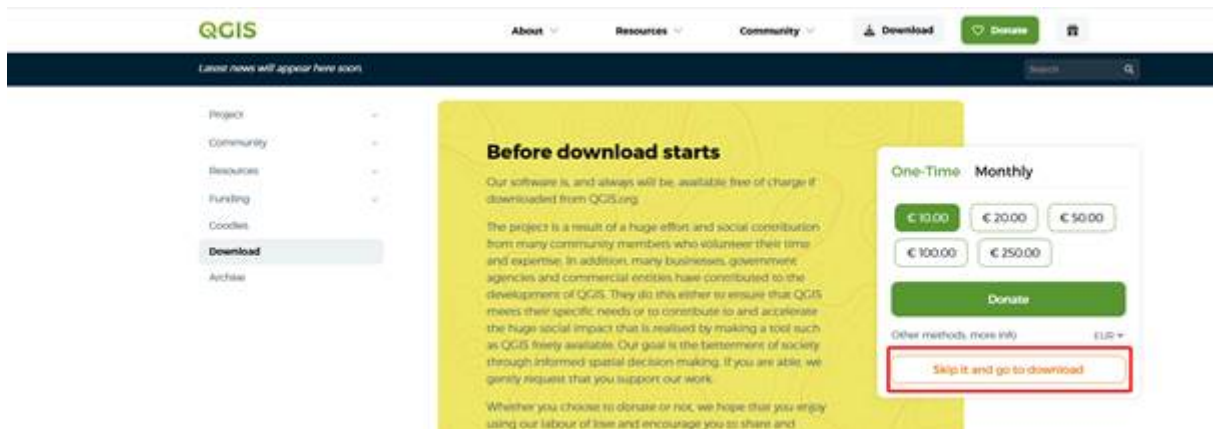 QGIS
About
Resources
Community
Download
Donate
Latest news will appear here soon.
Search
Project
Community
Resources
Funding
Goodies
Download
Archive
Before download starts
Our software is, and always will be, available free of charge if
downloaded from QGIS.org.
The project is a result of a huge effort and social contribution
from many community members who volunteer their time
and expertise. In addition, many businesses, government
agencies and commercial entities have contributed to the
development of QGIS. They do this either to ensure that QGIS
meets their specific needs or to contribute to and accelerate
the huge social impact that is realised by making a tool such
as QGIS freely available. Our goal is the betterment of society
through informed spatial decision making. If you are able, we
gently request that you support our work.
Whether you choose to donate or not, we hope that you enjoy
using our labour of love and encourage you to share and
One-Time Monthly
€ 10.00 € 20.00 € 50.00
€ 100.00 € 250.00
Donate
Other methods, more info EUR
Skip it and go to download